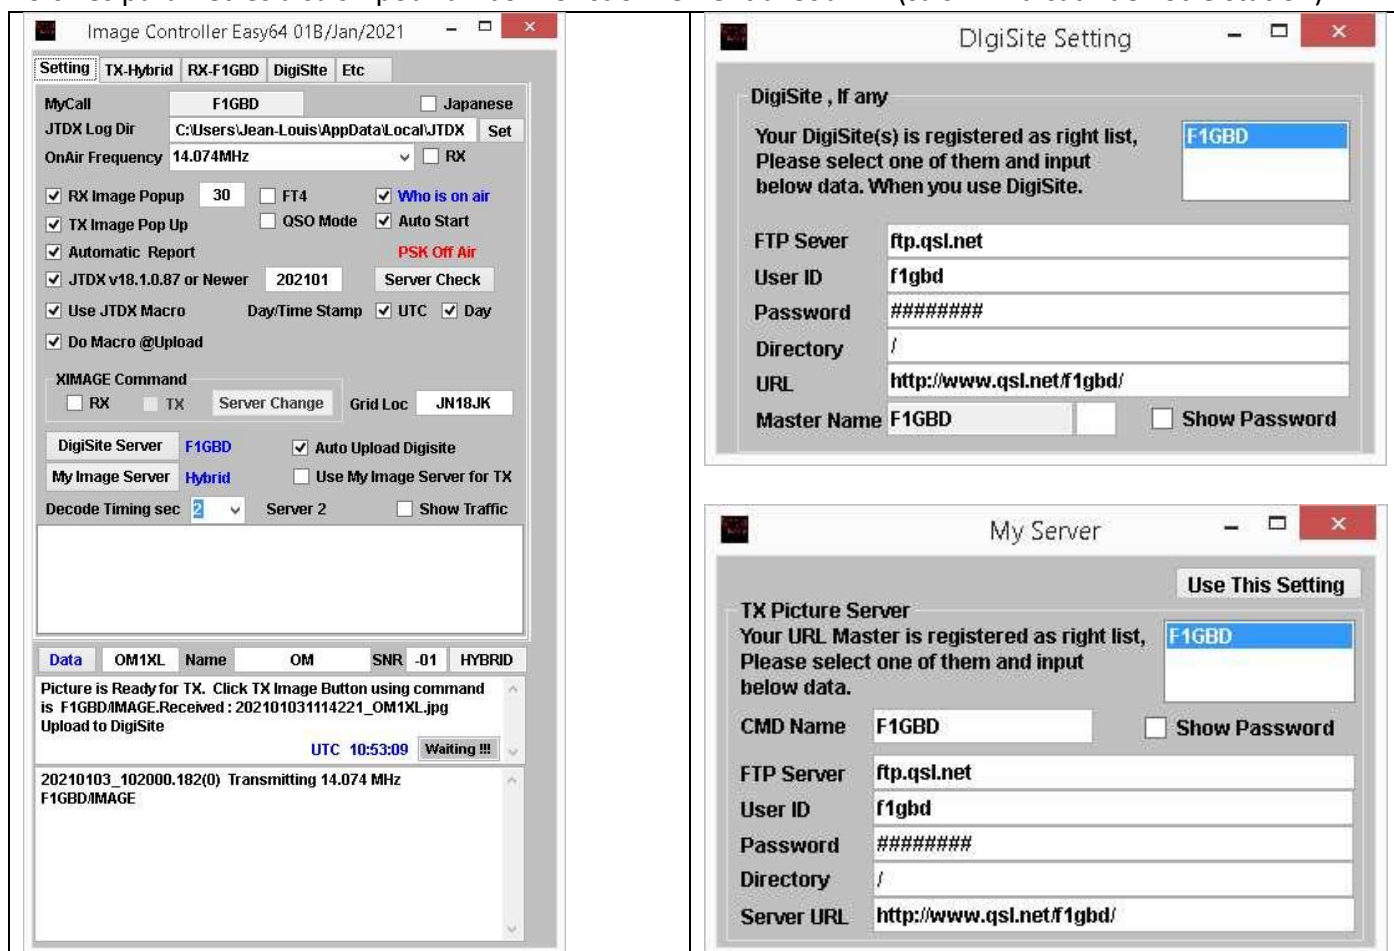 Image Controller Easy64 01B/Jan/2021
Setting TX-Hybrid RX-F1GBD DigiSIte Etc
MyCall F1GBD Japanese
JTDX Log Dir C:\Users\Jean-Louis\AppData\Local\JTDX Set
OnAir Frequency 14.074MHz RX
RX Image Popup 30 FT4 Who is on air
TX Image Pop Up QSO Mode Auto Start
Automatic Report PSK Off Air
JTDX v18.1.0.87 or Newer 202101 Server Check
Use JTDX Macro Day/Time Stamp UTC Day
Do Macro @Upload
XIMAGE Command
RX TX Server Change Grid Loc JN18JK
DigiSite Server F1GBD Auto Upload Digisite
My Image Server Hybrid Use My Image Server for TX
Decode Timing sec 2 Server 2 Show Traffic
Data OM1XL Name OM SNR -01 HYBRID
Picture is Ready for TX. Click TX Image Button using command
is F1GBD/IMAGE.Received : 202101031114221_OM1XL.jpg
Upload to DigiSite
UTC 10:53:09 Waiting !!!
20210103_102000.182(0) Transmitting 14.074 MHz
F1GBD/IMAGE
DIgiSite Setting
DigiSite , If any
Your DigiSite(s) is registered as right list,
Please select one of them and input
below data. When you use DigiSite.
F1GBD
FTP Sever ftp.qsl.net
User ID f1gbd
Password ########
Directory /
URL http://www.qsl.net/f1gbd/
Master Name F1GBD Show Password
My Server
Use This Setting
TX Picture Server
Your URL Master is registered as right list,
Please select one of them and input
below data.
F1GBD
CMD Name F1GBD Show Password
FTP Server ftp.qsl.net
User ID f1gbd
Password ########
Directory /
Server URL http://www.qsl.net/f1gbd/